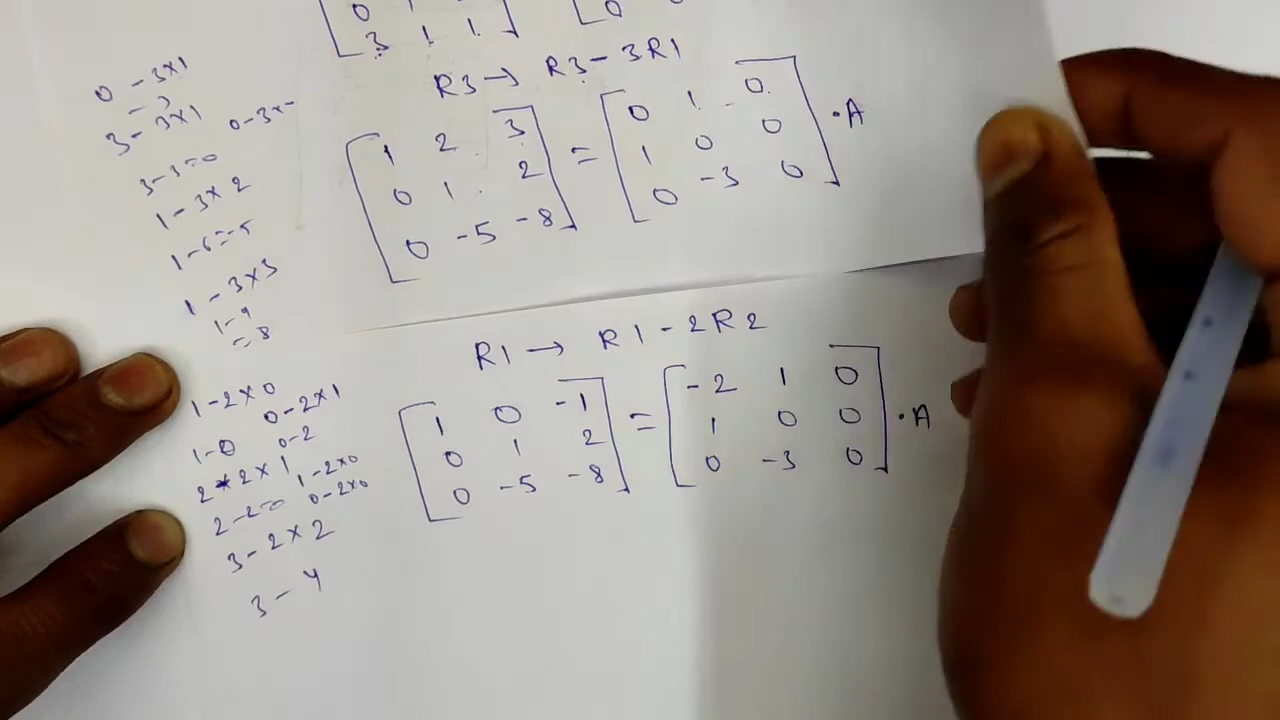 0
3 1 1
0
R3 → R3 - 3R1
1 2 3
0 1 2
0 -5 -8
=
0 1 0
1 0 0
0 -3 0
· A
R1 → R1 - 2R2
1 0 -1
0 1 2
0 -5 -8
=
-2 1 0
1 0 0
0 -3 0
· A
0 - 3×1
- 3
3 - 3×1
3-3=0
1 - 3×2
1-6=-5
1 - 3×3
1-9
=-8
1-2×0
0-2×1
1-0
0-2
2-2×1
1-2×0
2-2=0
0-2×0
3-2×2
3-4